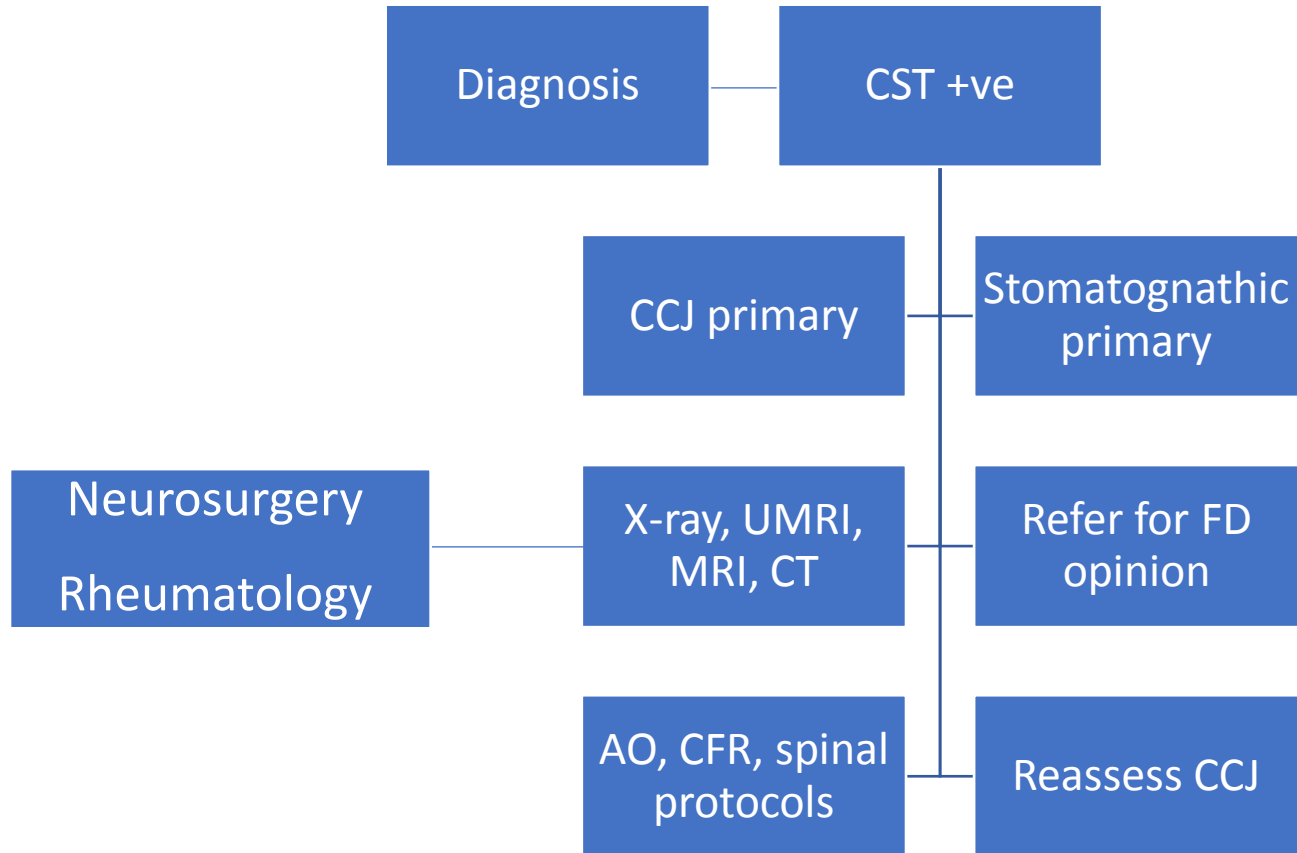 Diagnosis
CST +ve
CCJ primary
Stomatognathic
primary
Neurosurgery
Rheumatology
X-ray, UMRI,
MRI, CT
Refer for FD
opinion
AO, CFR, spinal
protocols
Reassess CCJ